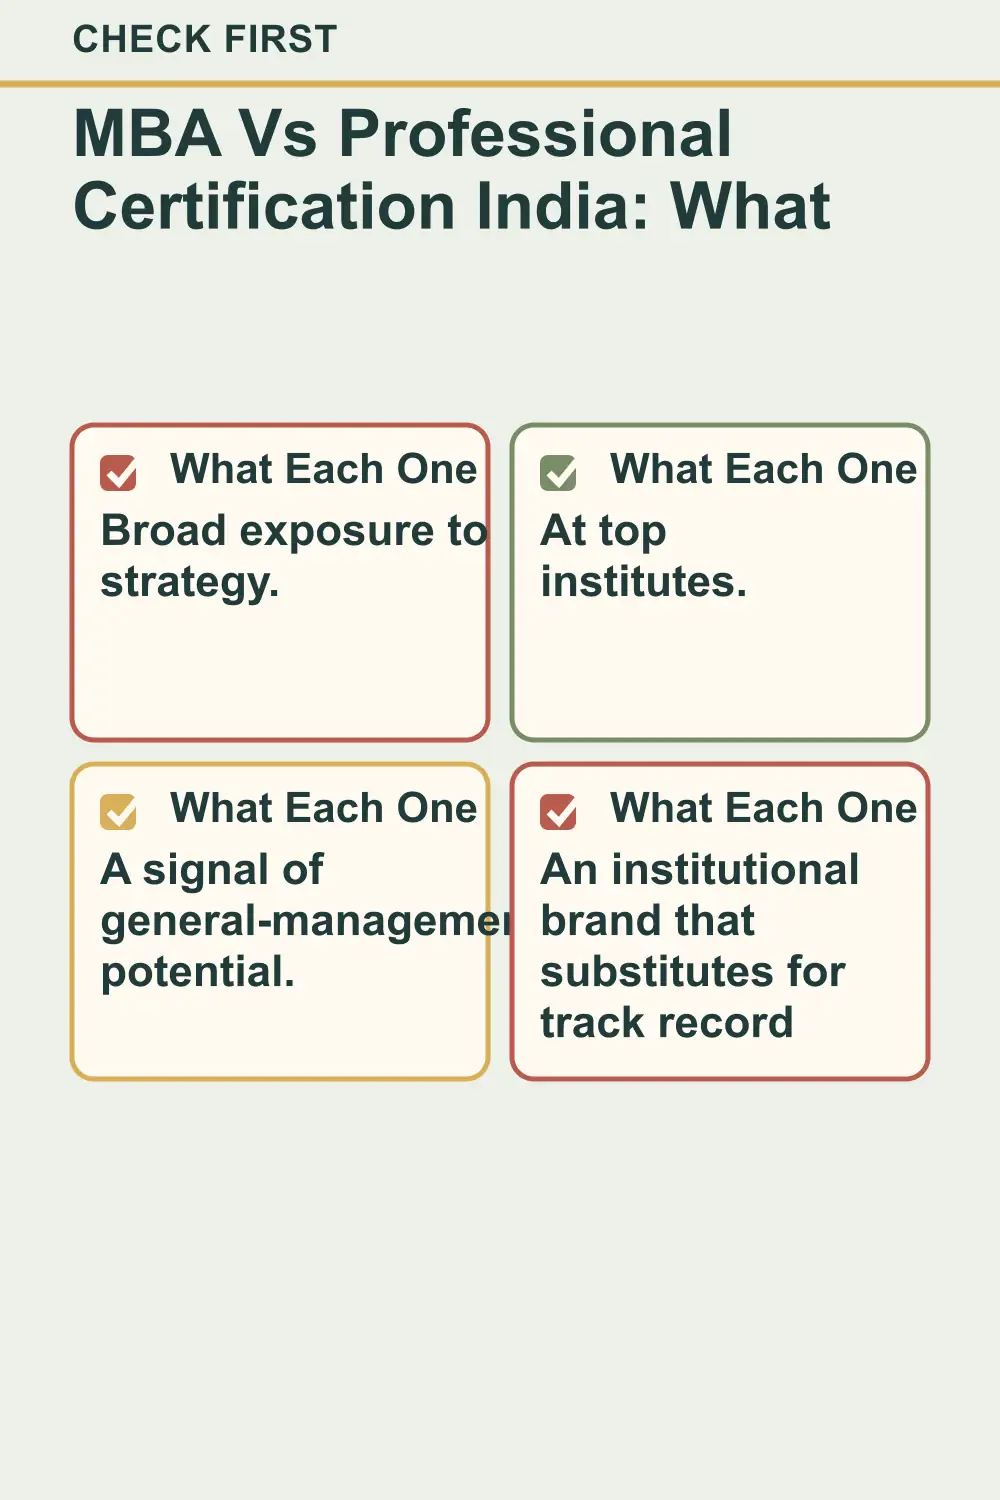 CHECK FIRST
MBA Vs Professional
Certification India: What
What Each One
Broad exposure to
strategy.
What Each One
At top
institutes.
What Each One
A signal of
general-managemen
potential.
What Each One
An institutional
brand that
substitutes for
track record